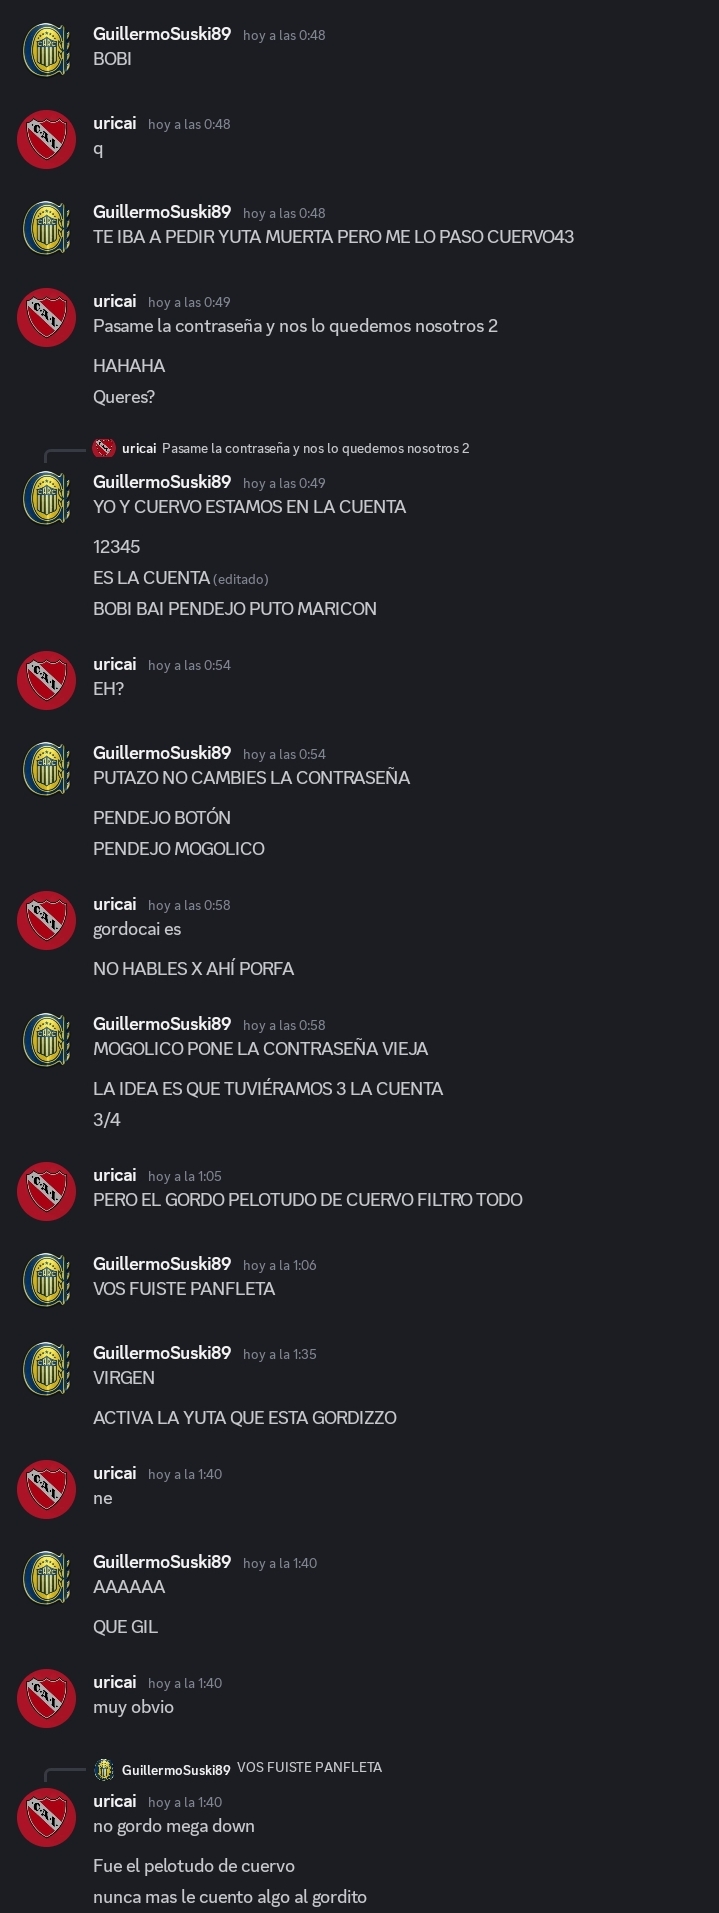 GuillermoSuski89 hoy a las 0:48
BOBI
uricai hoy a las 0:48
q
GuillermoSuski89 hoy a las 0:48
TE IBA A PEDIR YUTA MUERTA PERO ME LO PASO CUERVO43
uricai hoy a las 0:49
Pasame la contraseña y nos lo quedemos nosotros 2
HAHAHA
Queres?
uricai Pasame la contraseña y nos lo quedemos nosotros 2
GuillermoSuski89 hoy a las 0:49
YO Y CUERVO ESTAMOS EN LA CUENTA
12345
ES LA CUENTA (editado)
BOBI BAI PENDEJO PUTO MARICON
uricai hoy a las 0:54
EH?
GuillermoSuski89 hoy a las 0:54
PUTAZO NO CAMBIES LA CONTRASEÑA
PENDEJO BOTÓN
PENDEJO MOGOLICO
uricai hoy a las 0:58
gordocai es
NO HABLES X AHÍ PORFA
GuillermoSuski89 hoy a las 0:58
MOGOLICO PONE LA CONTRASEÑA VIEJA
LA IDEA ES QUE TUVIÉRAMOS 3 LA CUENTA
3/4
uricai hoy a la 1:05
PERO EL GORDO PELOTUDO DE CUERVO FILTRO TODO
GuillermoSuski89 hoy a la 1:06
VOS FUISTE PANFLETA
GuillermoSuski89 hoy a la 1:35
VIRGEN
ACTIVA LA YUTA QUE ESTA GORDIZZO
uricai hoy a la 1:40
ne
GuillermoSuski89 hoy a la 1:40
AAAAAA
QUE GIL
uricai hoy a la 1:40
muy obvio
GuillermoSuski89 VOS FUISTE PANFLETA
uricai hoy a la 1:40
no gordo mega down
Fue el pelotudo de cuervo
nunca mas le cuento algo al gordito